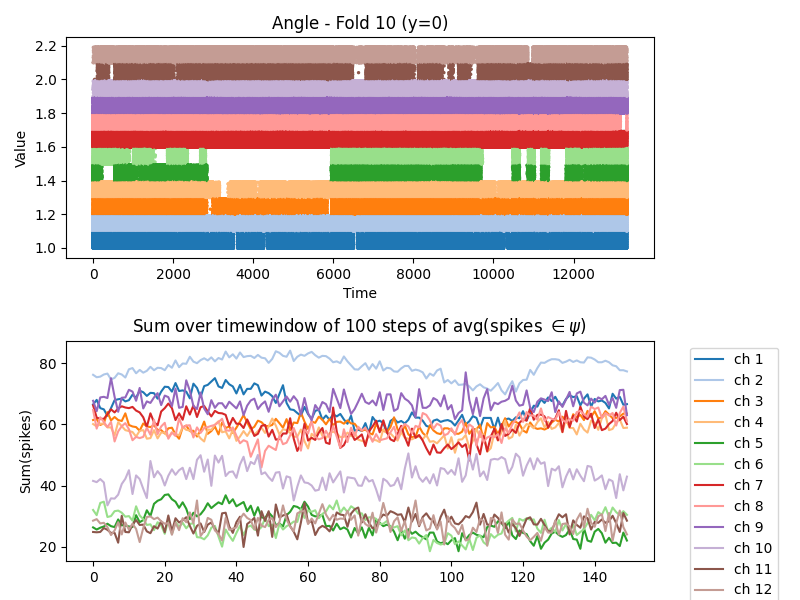 Angle - Fold 10 (y=0)
2.2
2.0
1.8
1.6
1.4
1.2
1.0
Value
0 2000 4000 6000 8000 10000 12000
Time
Sum over timewindow of 100 steps of avg(spikes ∈ ψ)
80
60
40
20
Sum(spikes)
0 20 40 60 80 100 120 140
ch 1
ch 2
ch 3
ch 4
ch 5
ch 6
ch 7
ch 8
ch 9
ch 10
ch 11
ch 12